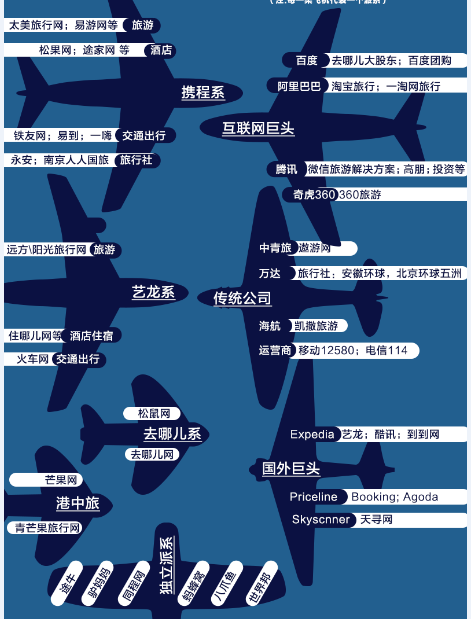 太美旅行网；易游网等 旅游
松果网；途家网 等 酒店
携程系
铁友网；易到；一嗨 交通出行
永安；南京人人国旅 旅行社
百度 去哪儿大股东；百度团购
阿里巴巴 淘宝旅行；一淘网旅行
互联网巨头
腾讯 微信旅游解决方案；高朋；投资等
奇虎360 360旅游
远方\阳光旅行网 旅游
艺龙系
住哪儿网等 酒店住宿
火车网 交通出行
中青旅 遨游网
万达 旅行社；安徽环球，北京环球五洲
传统公司
海航 凯撒旅游
运营商 移动12580；电信114
松鼠网
去哪儿系
去哪儿网
Expedia 艺龙；酷讯；到到网
国外巨头
Priceline Booking; Agoda
Skyscnner 天寻网
芒果网
港中旅
青芒果旅行网
独立派系
途牛
驴妈妈
同程网
蚂蜂窝
八爪鱼
世界邦